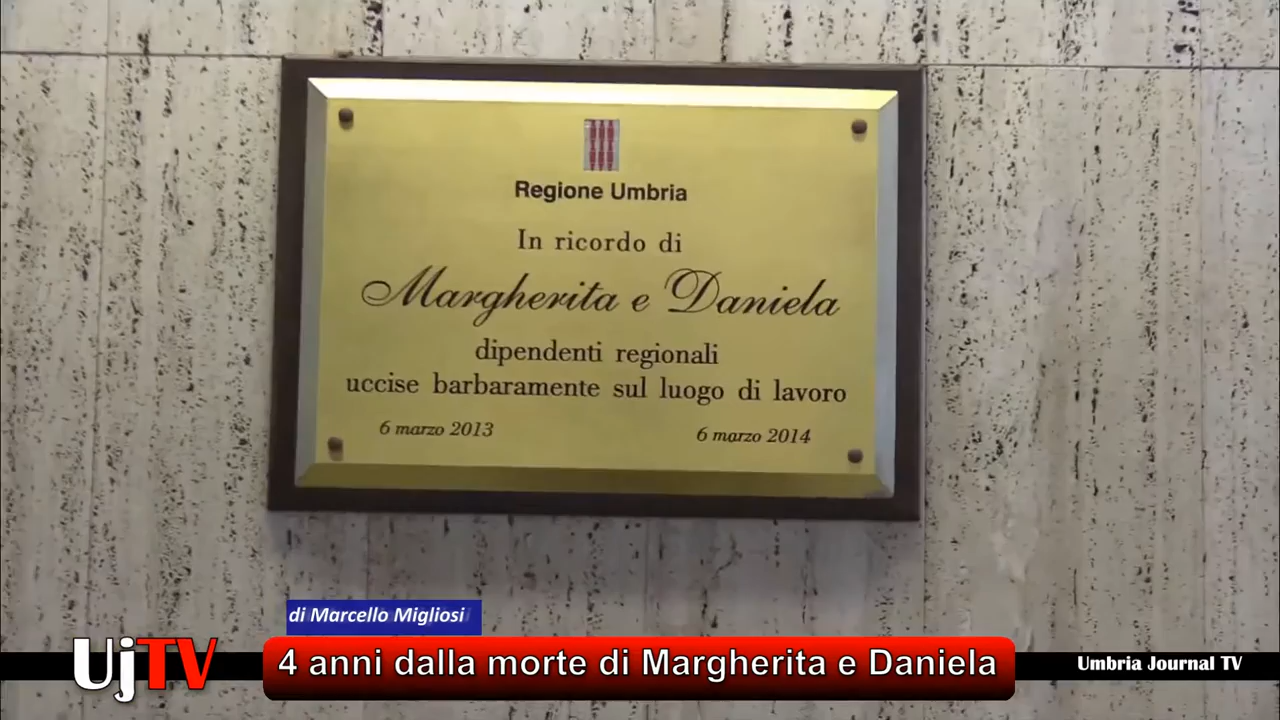 Regione Umbria
In ricordo di
Margherita e Daniela
dipendenti regionali
uccise barbaramente sul luogo di lavoro
6 marzo 2013 6 marzo 2014
di Marcello Migliosi
UjTV 4 anni dalla morte di Margherita e Daniela Umbria Journal TV